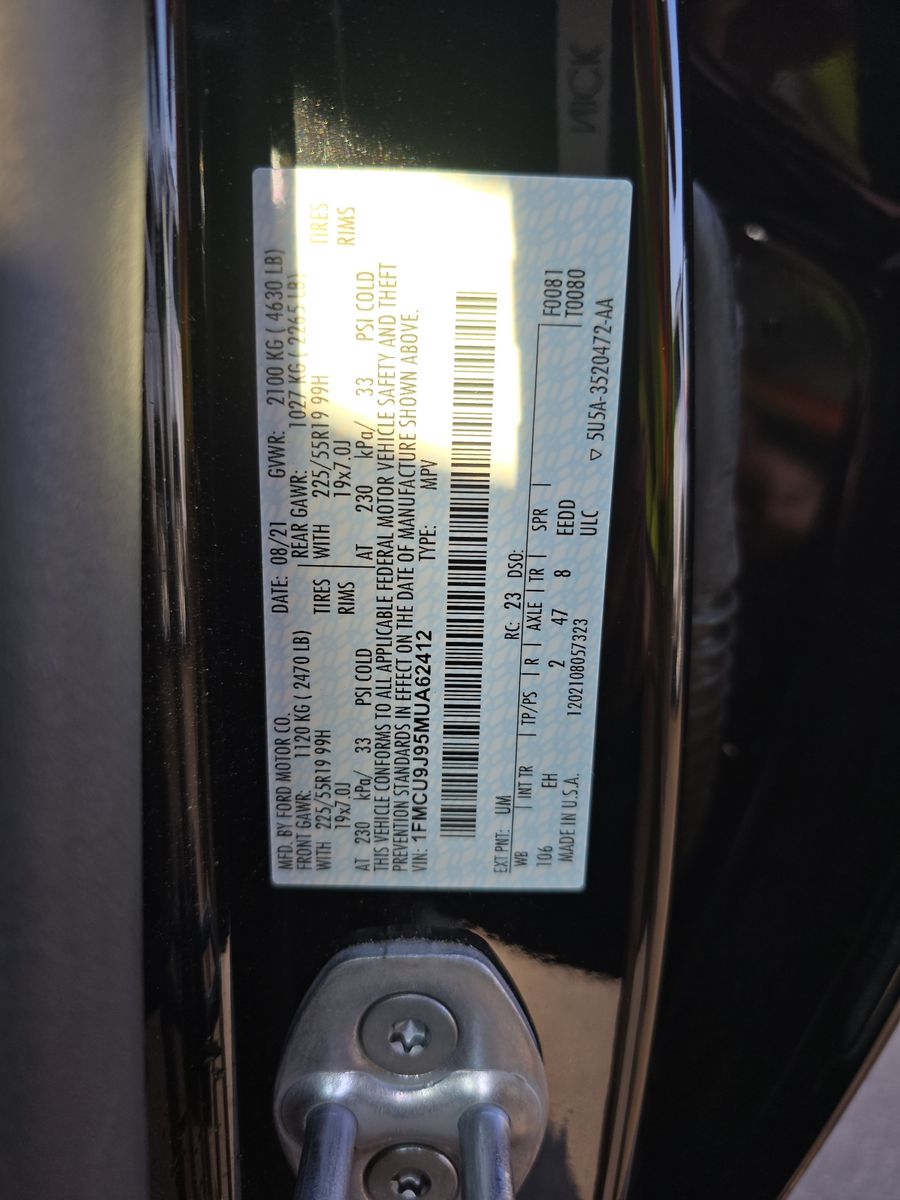 MFD. BY FORD MOTOR CO.
DATE: 08/21 GVWR: 2100 KG ( 4630 LB)
FRONT GAWR: 1120 KG ( 2470 LB) REAR GAWR: 1027 KG ( 2265 LB)
WITH 225/55R19 99H TIRES WITH 225/55R19 99H TIRES
19x7.0J RIMS 19x7.0J RIMS
AT 230 kPa/ 33 PSI COLD AT 230 kPa/ 33 PSI COLD
THIS VEHICLE CONFORMS TO ALL APPLICABLE FEDERAL MOTOR VEHICLE SAFETY AND THEFT
PREVENTION STANDARDS IN EFFECT ON THE DATE OF MANUFACTURE SHOWN ABOVE.
VIN: 1FMCU9J95MUA62412 TYPE: MPV
EXT PNT: UM RC: 23 DSO:
WB INT TR TP/PS R AXLE TR SPR F0081
106 EH 2 47 8 EEDD T0080
MADE IN U.S.A. 1202108057323 ULC
▽ 5U5A-3520472-AA
NICK